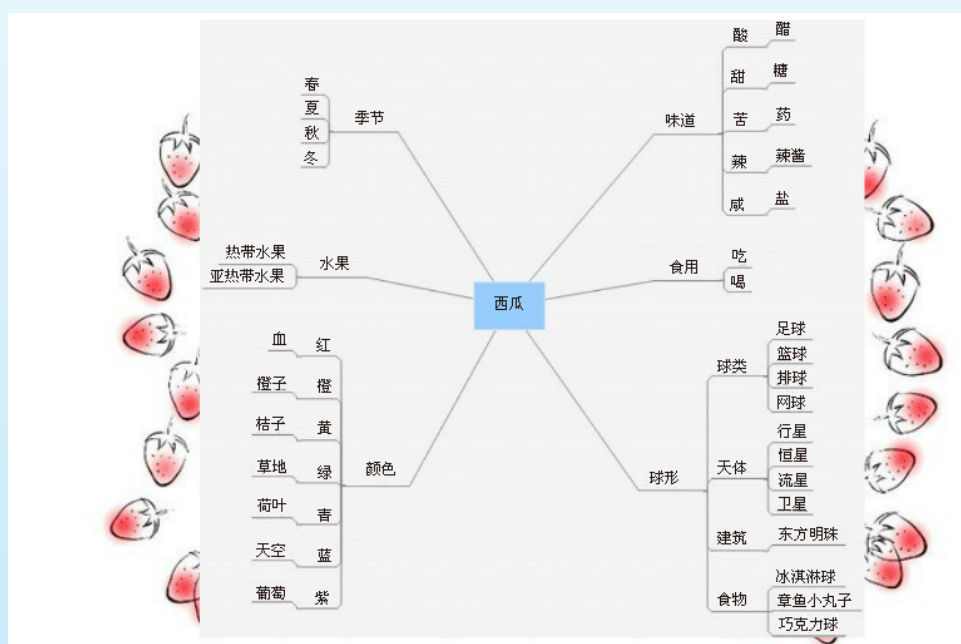 西瓜
季节
春
夏
秋
冬
水果
热带水果
亚热带水果
颜色
红 血
橙 橙子
黄 桔子
绿 草地
青 荷叶
蓝 天空
紫 葡萄
味道
酸 醋
甜 糖
苦 药
辣 辣酱
咸 盐
食用
吃
喝
球形
球类
足球
篮球
排球
网球
天体
行星
恒星
流星
卫星
建筑
东方明珠
食物
冰淇淋球
章鱼小丸子
巧克力球